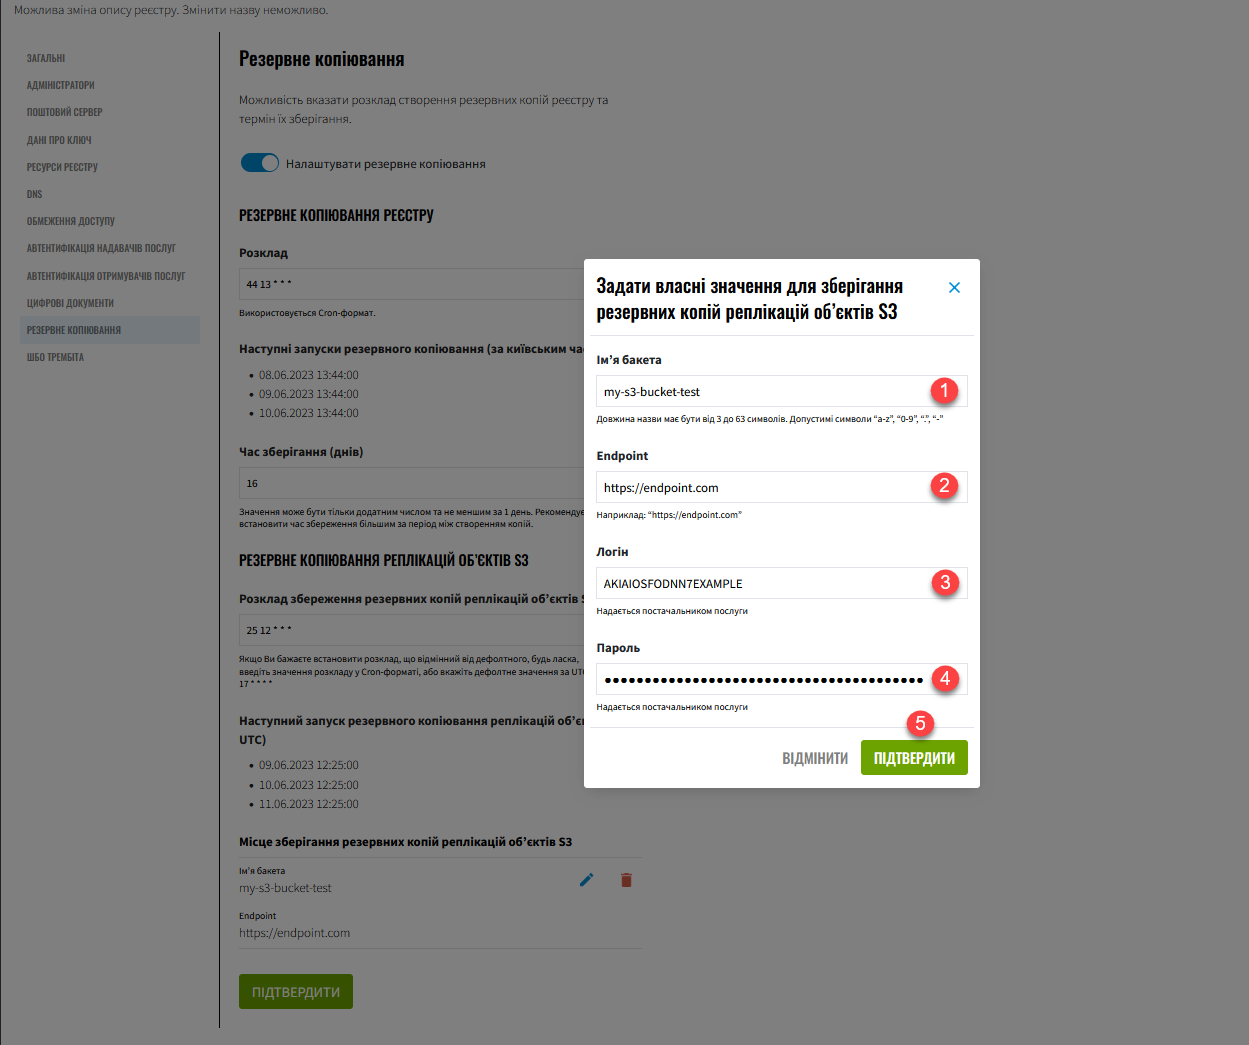 Можлива зміна опису реєстру. Змінити назву неможливо.
ЗАГАЛЬНІ
АДМІНІСТРАТОРИ
ПОШТОВИЙ СЕРВЕР
ДАНІ ПРО КЛЮЧ
РЕСУРСИ РЕЄСТРУ
DNS
ОБМЕЖЕННЯ ДОСТУПУ
АВТЕНТИФІКАЦІЯ НАДАВАЧІВ ПОСЛУГ
АВТЕНТИФІКАЦІЯ ОТРИМУВАЧІВ ПОСЛУГ
ЦИФРОВІ ДОКУМЕНТИ
РЕЗЕРВНЕ КОПІЮВАННЯ
ШБО ТРЕМБІТА
Резервне копіювання
Можливість вказати розклад створення резервних копій реєстру та
термін їх зберігання.
Налаштувати резервне копіювання
РЕЗЕРВНЕ КОПІЮВАННЯ РЕЄСТРУ
Розклад
44 13 * * *
Використовується Cron-формат.
Наступні запуски резервного копіювання (за київським ча
08.06.2023 13:44:00
09.06.2023 13:44:00
10.06.2023 13:44:00
Час зберігання (днів)
16
Значення може бути тільки додатним числом та не меншим за 1 день. Рекомендує
встановити час збереження більшим за період між створенням копій.
РЕЗЕРВНЕ КОПІЮВАННЯ РЕПЛІКАЦІЙ ОБ’ЄКТІВ S3
Розклад збереження резервних копій реплікацій об’єктів S
25 12 * * *
Якщо Ви бажаєте встановити розклад, що відмінний від дефолтного, будь ласка,
введіть значення розкладу у Cron-форматі, або вкажіть дефолтне значення за UTC
17 * * * *
Наступний запуск резервного копіювання реплікацій об’є
UTC)
09.06.2023 12:25:00
10.06.2023 12:25:00
11.06.2023 12:25:00
Місце зберігання резервних копій реплікацій об’єктів S3
Ім’я бакета
my-s3-bucket-test
Endpoint
https://endpoint.com
ПІДТВЕРДИТИ
Задати власні значення для зберігання
резервних копій реплікацій об’єктів S3
Ім’я бакета
my-s3-bucket-test 1
Довжина назви має бути від 3 до 63 символів. Допустимі символи “a-z”, “0-9”, “.”, “-”
Endpoint
https://endpoint.com 2
Наприклад: “https://endpoint.com”
Логін
AKIAIOSFODNN7EXAMPLE 3
Надається постачальником послуги
Пароль
●●●●●●●●●●●●●●●●●●●●●●●●●●●●●●●●●●●●●●●● 4
Надається постачальником послуги
5
ВІДМІНИТИ ПІДТВЕРДИТИ